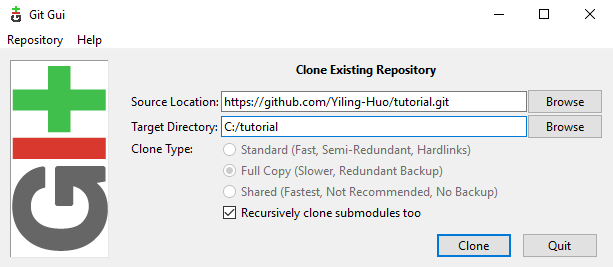 Git Gui
Repository Help
Clone Existing Repository
Source Location: https://github.com/Yiling-Huo/tutorial.git Browse
Target Directory: C:/tutorial Browse
Clone Type: Standard (Fast, Semi-Redundant, Hardlinks)
Full Copy (Slower, Redundant Backup)
Shared (Fastest, Not Recommended, No Backup)
Recursively clone submodules too
Clone Quit
Git